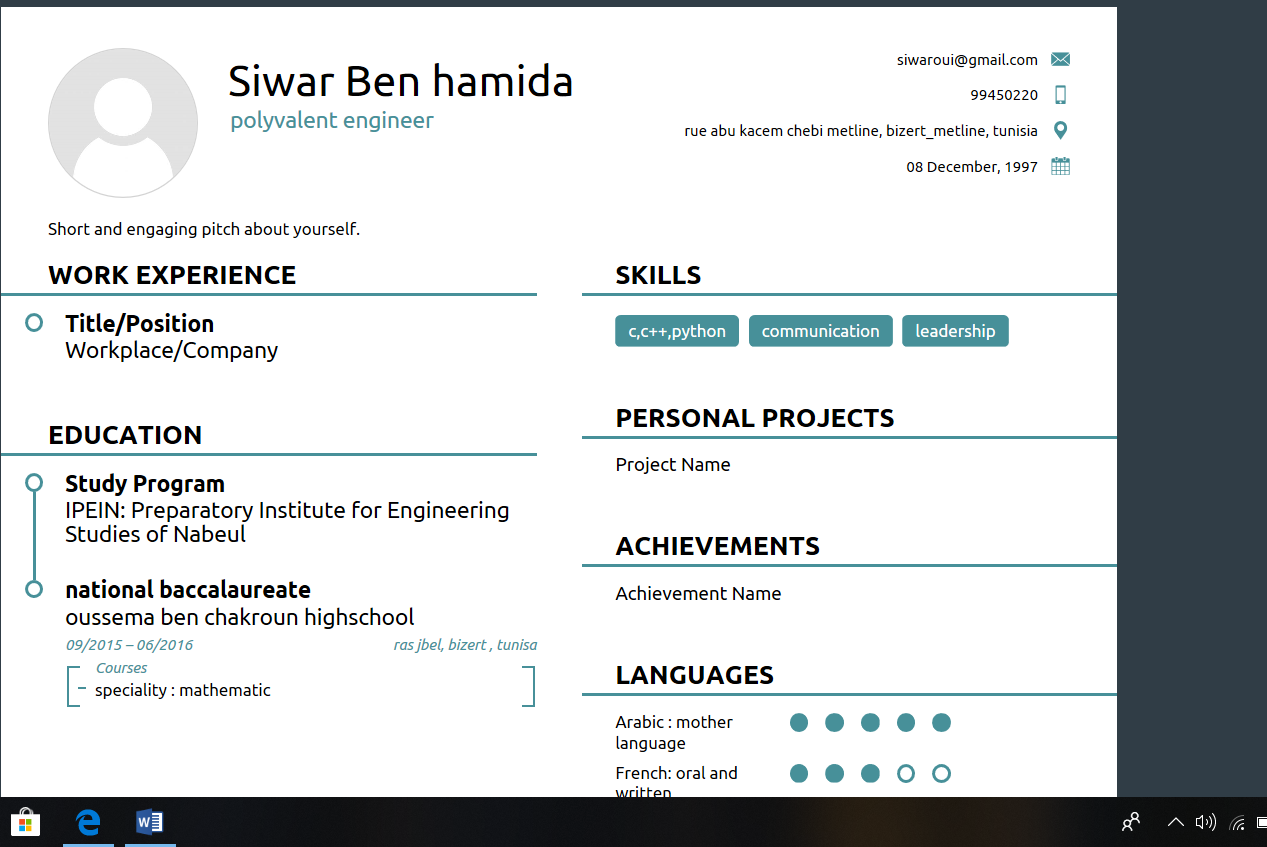 Siwar Ben hamida
polyvalent engineer
siwaroui@gmail.com
99450220
rue abu kacem chebi metline, bizert_metline, tunisia
08 December, 1997
Short and engaging pitch about yourself.
WORK EXPERIENCE
Title/Position
Workplace/Company
EDUCATION
Study Program
IPEIN: Preparatory Institute for Engineering
Studies of Nabeul
national baccalaureate
oussema ben chakroun highschool
09/2015 – 06/2016 ras jbel, bizert , tunisa
Courses
– speciality : mathematic
SKILLS
c,c++,python communication leadership
PERSONAL PROJECTS
Project Name
ACHIEVEMENTS
Achievement Name
LANGUAGES
Arabic : mother
language
French: oral and
written